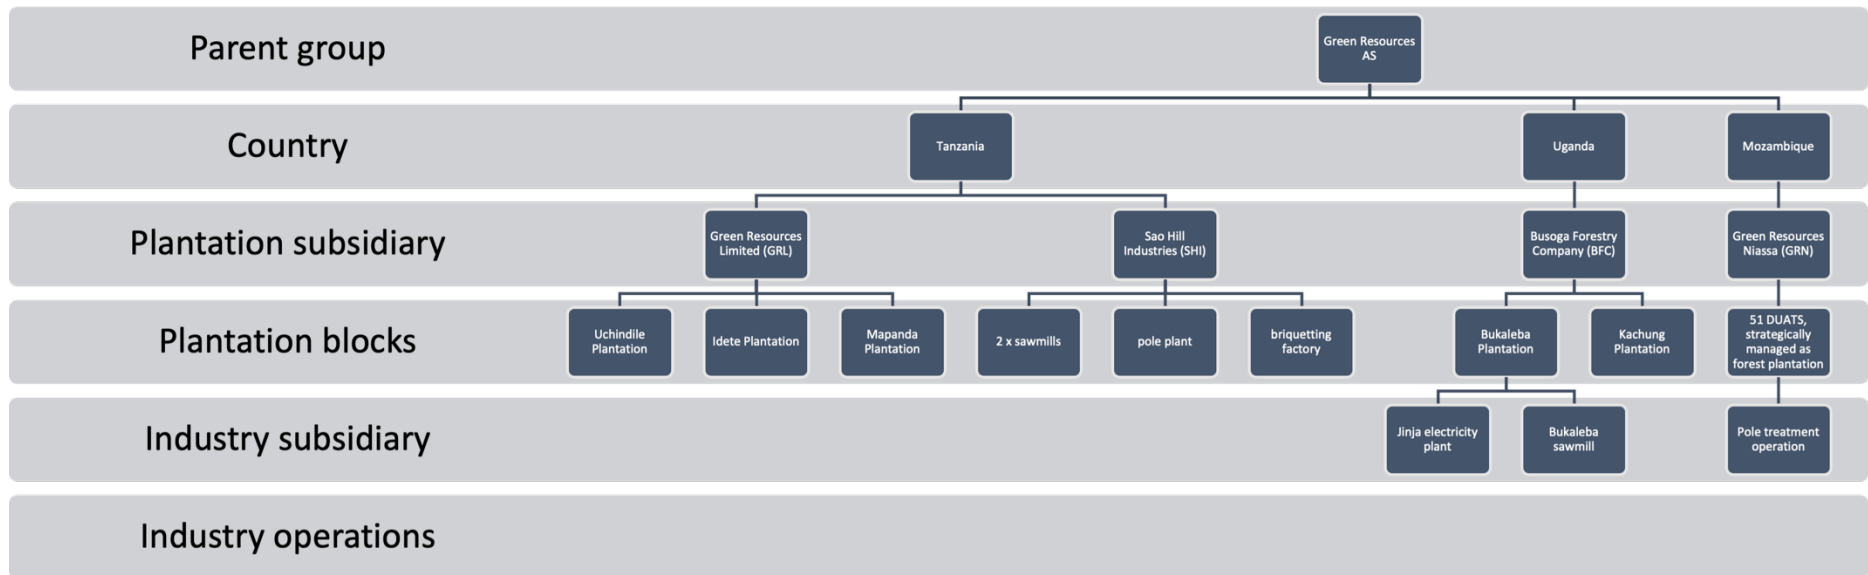 Parent group
Green Resources
AS
Country
Tanzania
Uganda
Mozambique
Plantation subsidiary
Green Resources
Limited (GRL)
Sao Hill
Industries (SHI)
Busoga Forestry
Company (BFC)
Green Resources
Niassa (GRN)
Plantation blocks
Uchindile
Plantation
Idete Plantation
Mapanda
Plantation
2 x sawmills
pole plant
briquetting
factory
Bukaleba
Plantation
Kachung
Plantation
51 DUATS,
strategically
managed as
forest plantation
Industry subsidiary
Jinja electricity
plant
Bukaleba
sawmill
Pole treatment
operation
Industry operations